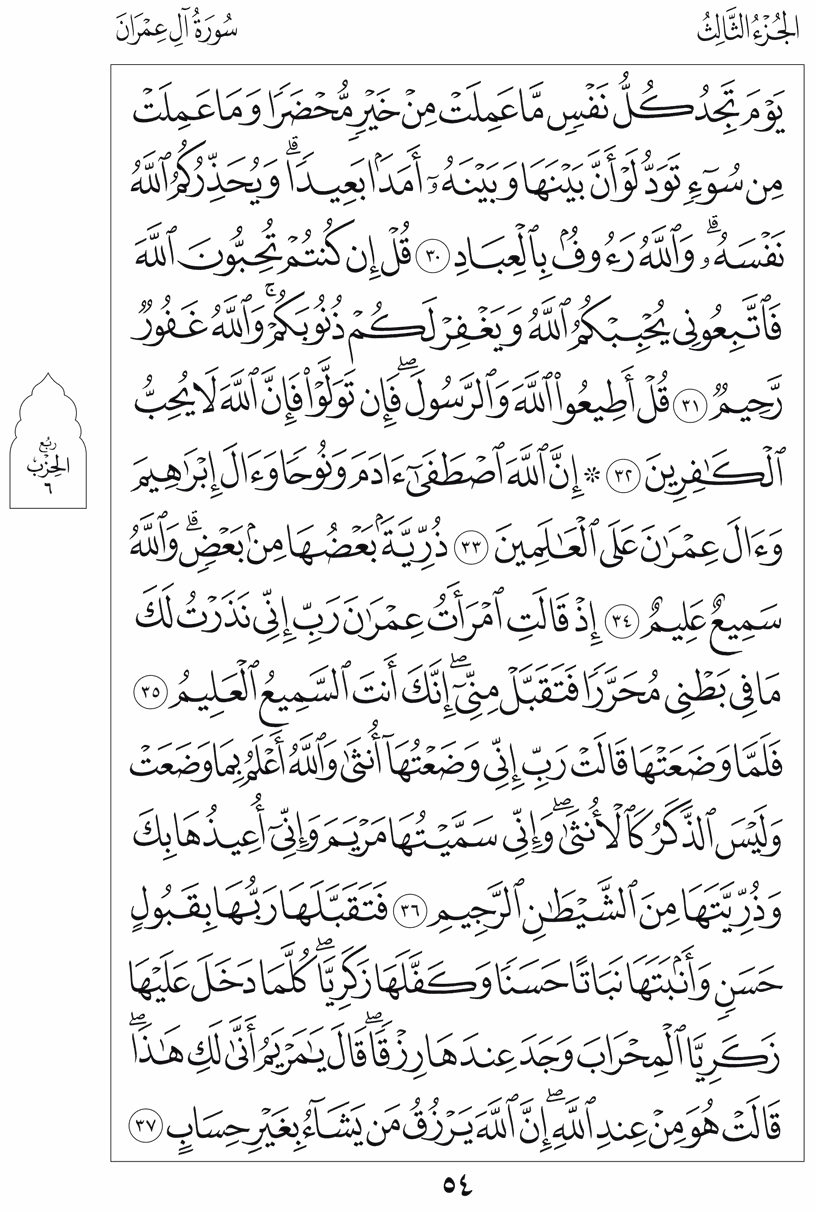 الجُزْءُ الثَّالِثُ
سُورَةُ آلِ عِمْرَانَ
يَوْمَ تَجِدُ كُلُّ نَفْسٍ مَّا عَمِلَتْ مِنْ خَيْرٍ مُّحْضَرًا وَمَا عَمِلَتْ
مِن سُوٓءٍ تَوَدُّ لَوْ أَنَّ بَيْنَهَا وَبَيْنَهُۥٓ أَمَدَۢا بَعِيدًاۗ وَيُحَذِّرُكُمُ ٱللَّهُ
نَفْسَهُۥۗ وَٱللَّهُ رَءُوفُۢ بِٱلْعِبَادِ ٣٠ قُلْ إِن كُنتُمْ تُحِبُّونَ ٱللَّهَ
فَٱتَّبِعُونِى يُحْبِبْكُمُ ٱللَّهُ وَيَغْفِرْ لَكُمْ ذُنُوبَكُمْۚ وَٱللَّهُ غَفُورٌ
رَّحِيمٌ ٣١ قُلْ أَطِيعُوا۟ ٱللَّهَ وَٱلرَّسُولَۖ فَإِن تَوَلَّوْا۟ فَإِنَّ ٱللَّهَ لَا يُحِبُّ
ٱلْكَٰفِرِينَ ٣٢ * إِنَّ ٱللَّهَ ٱصْطَفَىٰٓ ءَادَمَ وَنُوحًا وَءَالَ إِبْرَٰهِيمَ
وَءَالَ عِمْرَٰنَ عَلَى ٱلْعَٰلَمِينَ ٣٣ ذُرِّيَّةَۢ بَعْضُهَا مِنۢ بَعْضٍۗ وَٱللَّهُ
سَمِيعٌ عَلِيمٌ ٣٤ إِذْ قَالَتِ ٱمْرَأَتُ عِمْرَٰنَ رَبِّ إِنِّى نَذَرْتُ لَكَ
مَا فِى بَطْنِى مُحَرَّرًا فَتَقَبَّلْ مِنِّىٓۖ إِنَّكَ أَنتَ ٱلسَّمِيعُ ٱلْعَلِيمُ ٣٥
فَلَمَّا وَضَعَتْهَا قَالَتْ رَبِّ إِنِّى وَضَعْتُهَآ أُنثَىٰ وَٱللَّهُ أَعْلَمُ بِمَا وَضَعَتْ
وَلَيْسَ ٱلذَّكَرُ كَٱلْأُنثَىٰۖ وَإِنِّى سَمَّيْتُهَا مَرْيَمَ وَإِنِّىٓ أُعِيذُهَا بِكَ
وَذُرِّيَّتَهَا مِنَ ٱلشَّيْطَٰنِ ٱلرَّجِيمِ ٣٦ فَتَقَبَّلَهَا رَبُّهَا بِقَبُولٍ
حَسَنٍ وَأَنۢبَتَهَا نَبَاتًا حَسَنًا وَكَفَّلَهَا زَكَرِيَّاۖ كُلَّمَا دَخَلَ عَلَيْهَا
زَكَرِيَّا ٱلْمِحْرَابَ وَجَدَ عِندَهَا رِزْقًاۖ قَالَ يَٰمَرْيَمُ أَنَّىٰ لَكِ هَٰذَاۖ
قَالَتْ هُوَ مِنْ عِندِ ٱللَّهِۖ إِنَّ ٱللَّهَ يَرْزُقُ مَن يَشَآءُ بِغَيْرِ حِسَابٍ ٣٧
رُبْعُ
الحِزْبِ
٦
٥٤